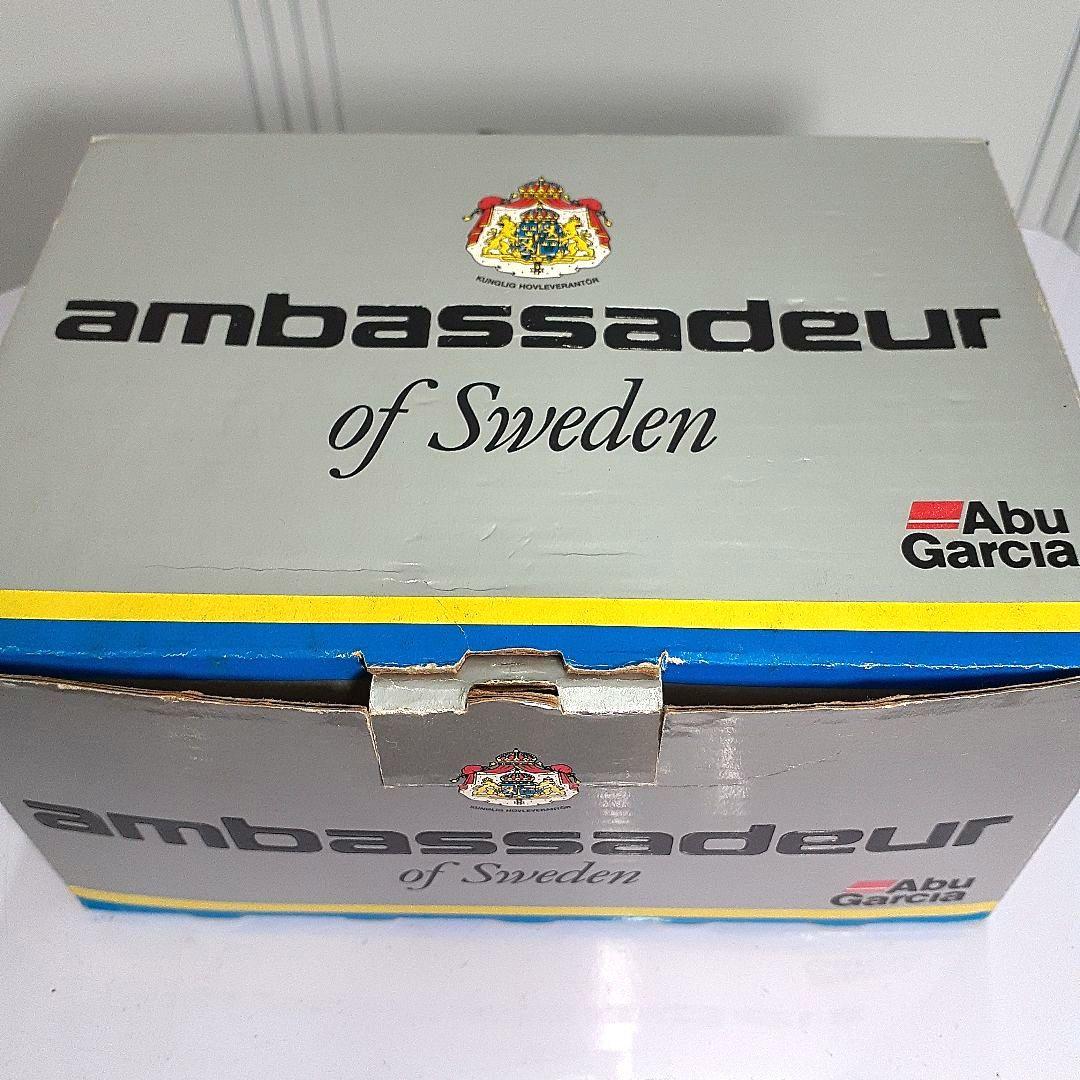 KUNGLIG HOVLEVERANTÖR
ambassadeur
of Sweden
Abu
Garcia
KUNGLIG HOVLEVERANTÖR
ambassadeur
of Sweden
Abu
Garcia